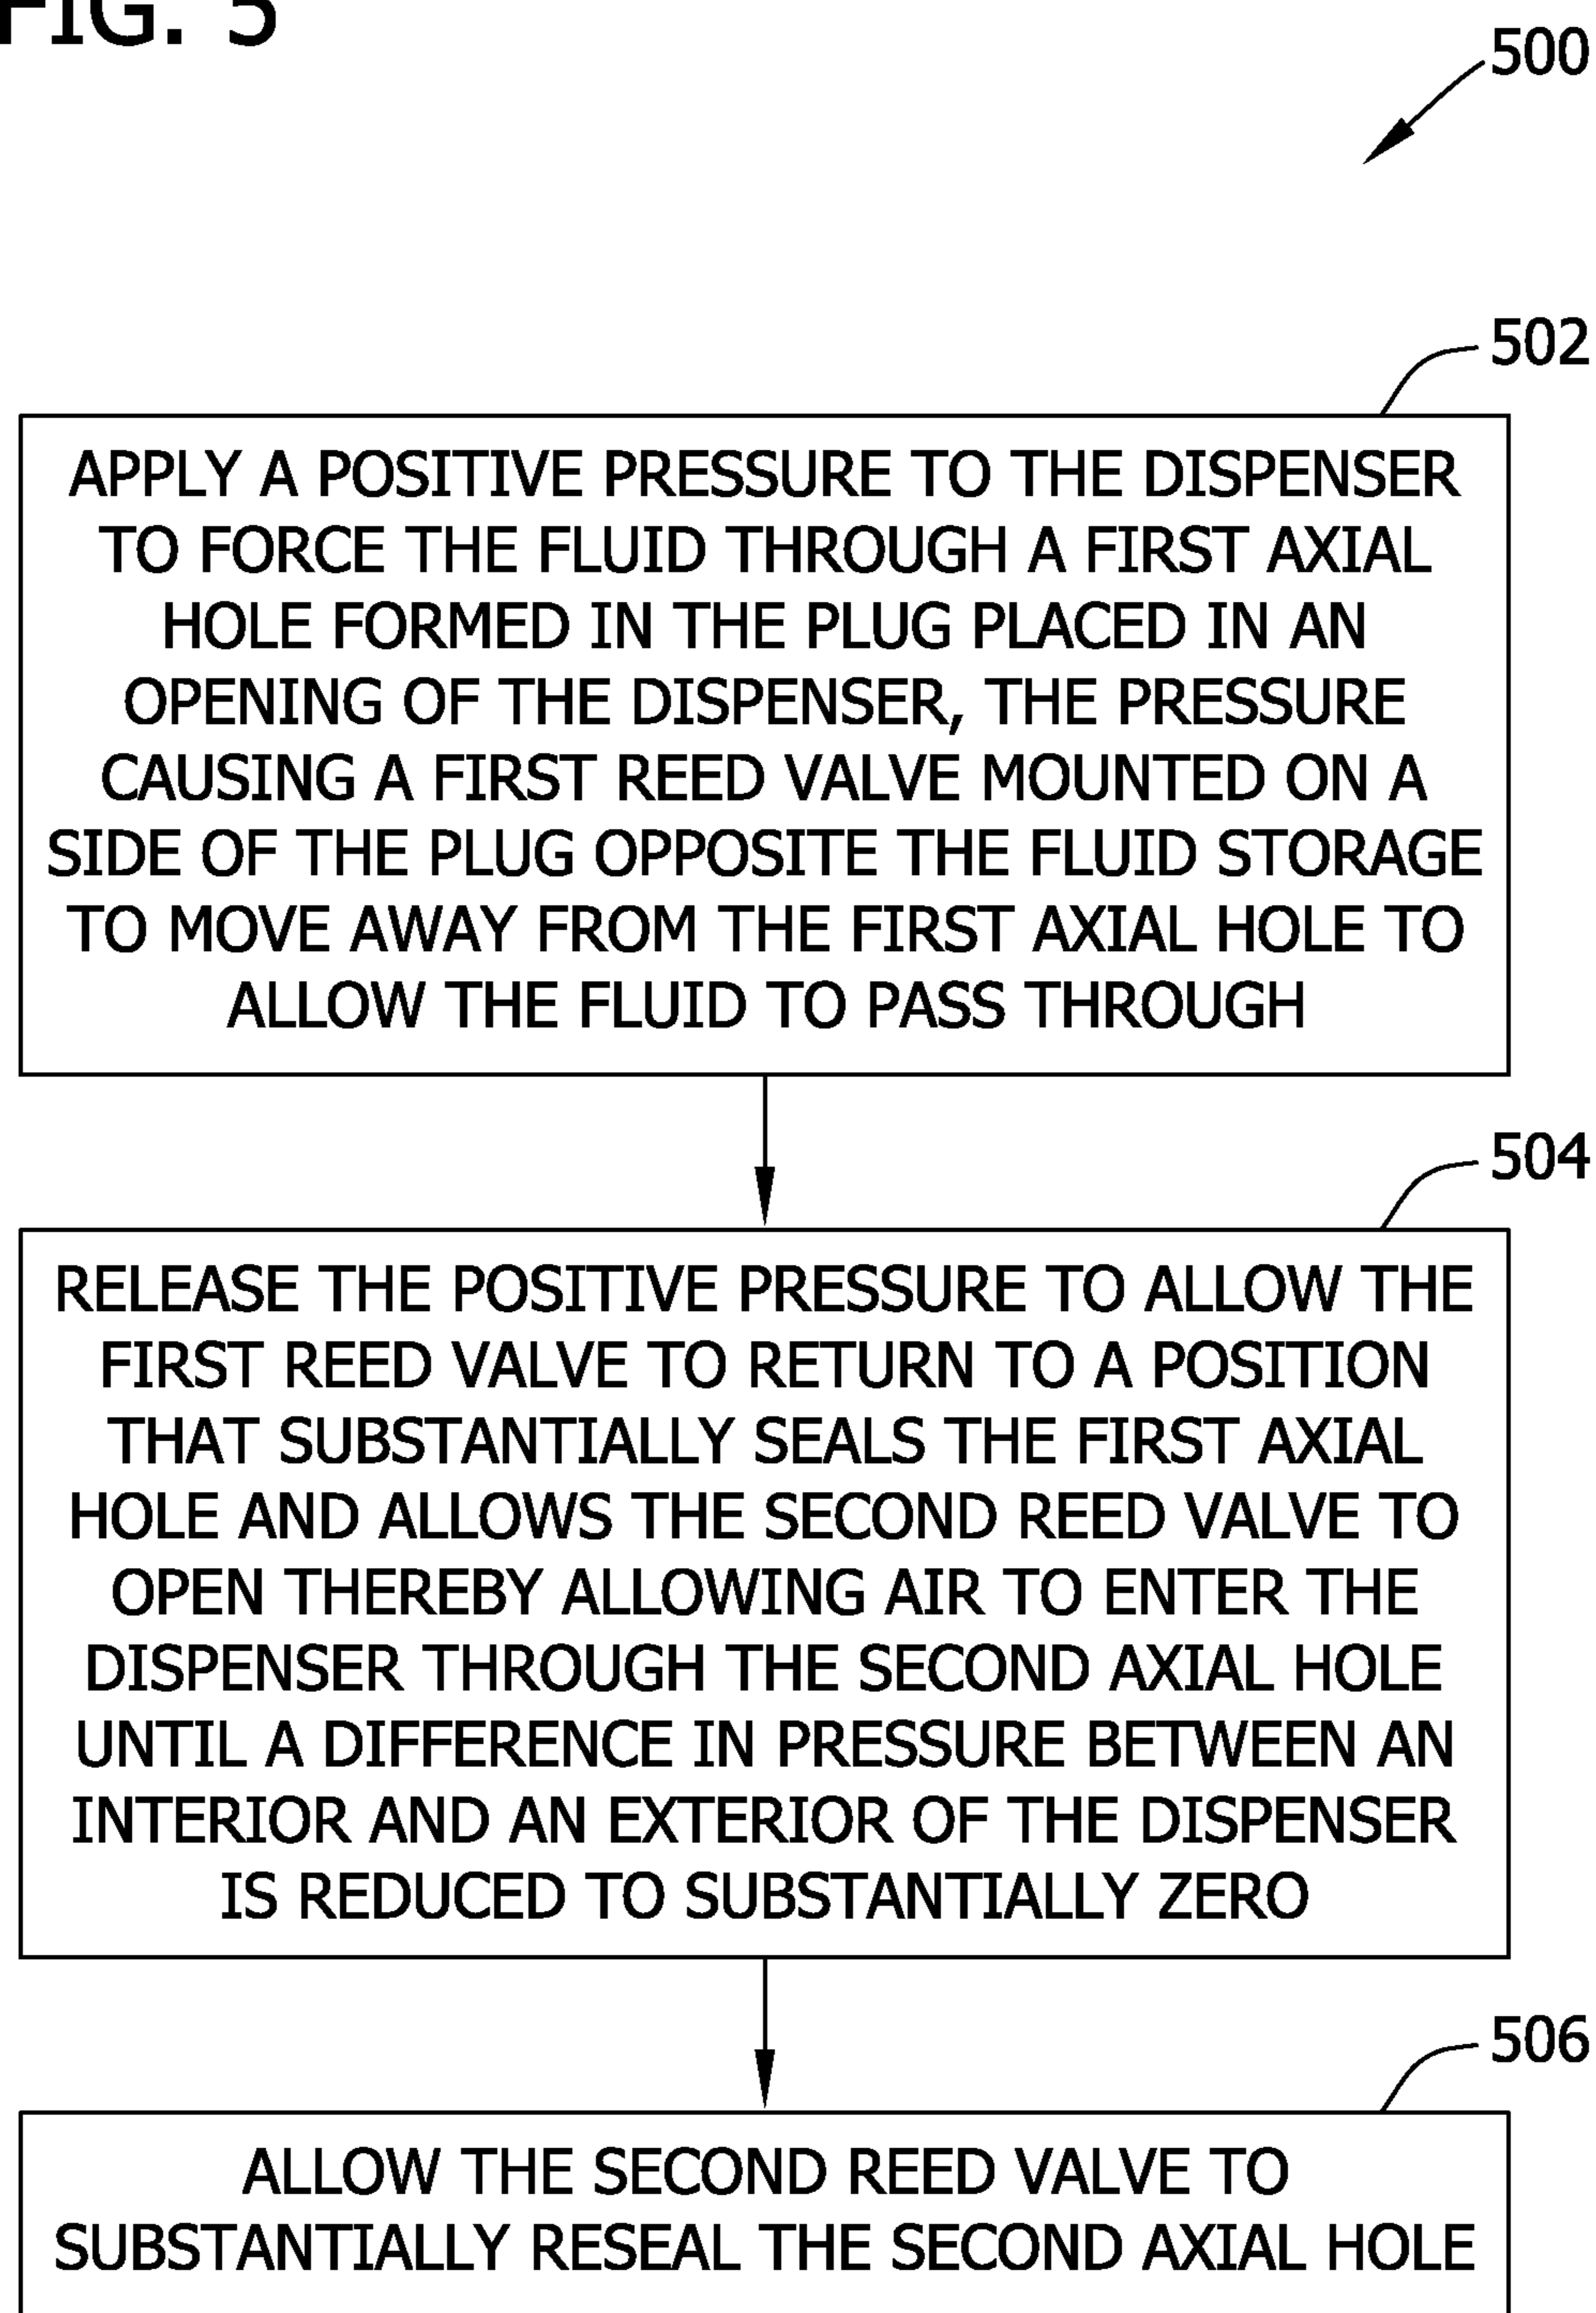 FIG. 5
500
502
APPLY A POSITIVE PRESSURE TO THE DISPENSER
TO FORCE THE FLUID THROUGH A FIRST AXIAL
HOLE FORMED IN THE PLUG PLACED IN AN
OPENING OF THE DISPENSER, THE PRESSURE
CAUSING A FIRST REED VALVE MOUNTED ON A
SIDE OF THE PLUG OPPOSITE THE FLUID STORAGE
TO MOVE AWAY FROM THE FIRST AXIAL HOLE TO
ALLOW THE FLUID TO PASS THROUGH
504
RELEASE THE POSITIVE PRESSURE TO ALLOW THE
FIRST REED VALVE TO RETURN TO A POSITION
THAT SUBSTANTIALLY SEALS THE FIRST AXIAL
HOLE AND ALLOWS THE SECOND REED VALVE TO
OPEN THEREBY ALLOWING AIR TO ENTER THE
DISPENSER THROUGH THE SECOND AXIAL HOLE
UNTIL A DIFFERENCE IN PRESSURE BETWEEN AN
INTERIOR AND AN EXTERIOR OF THE DISPENSER
IS REDUCED TO SUBSTANTIALLY ZERO
506
ALLOW THE SECOND REED VALVE TO
SUBSTANTIALLY RESEAL THE SECOND AXIAL HOLE